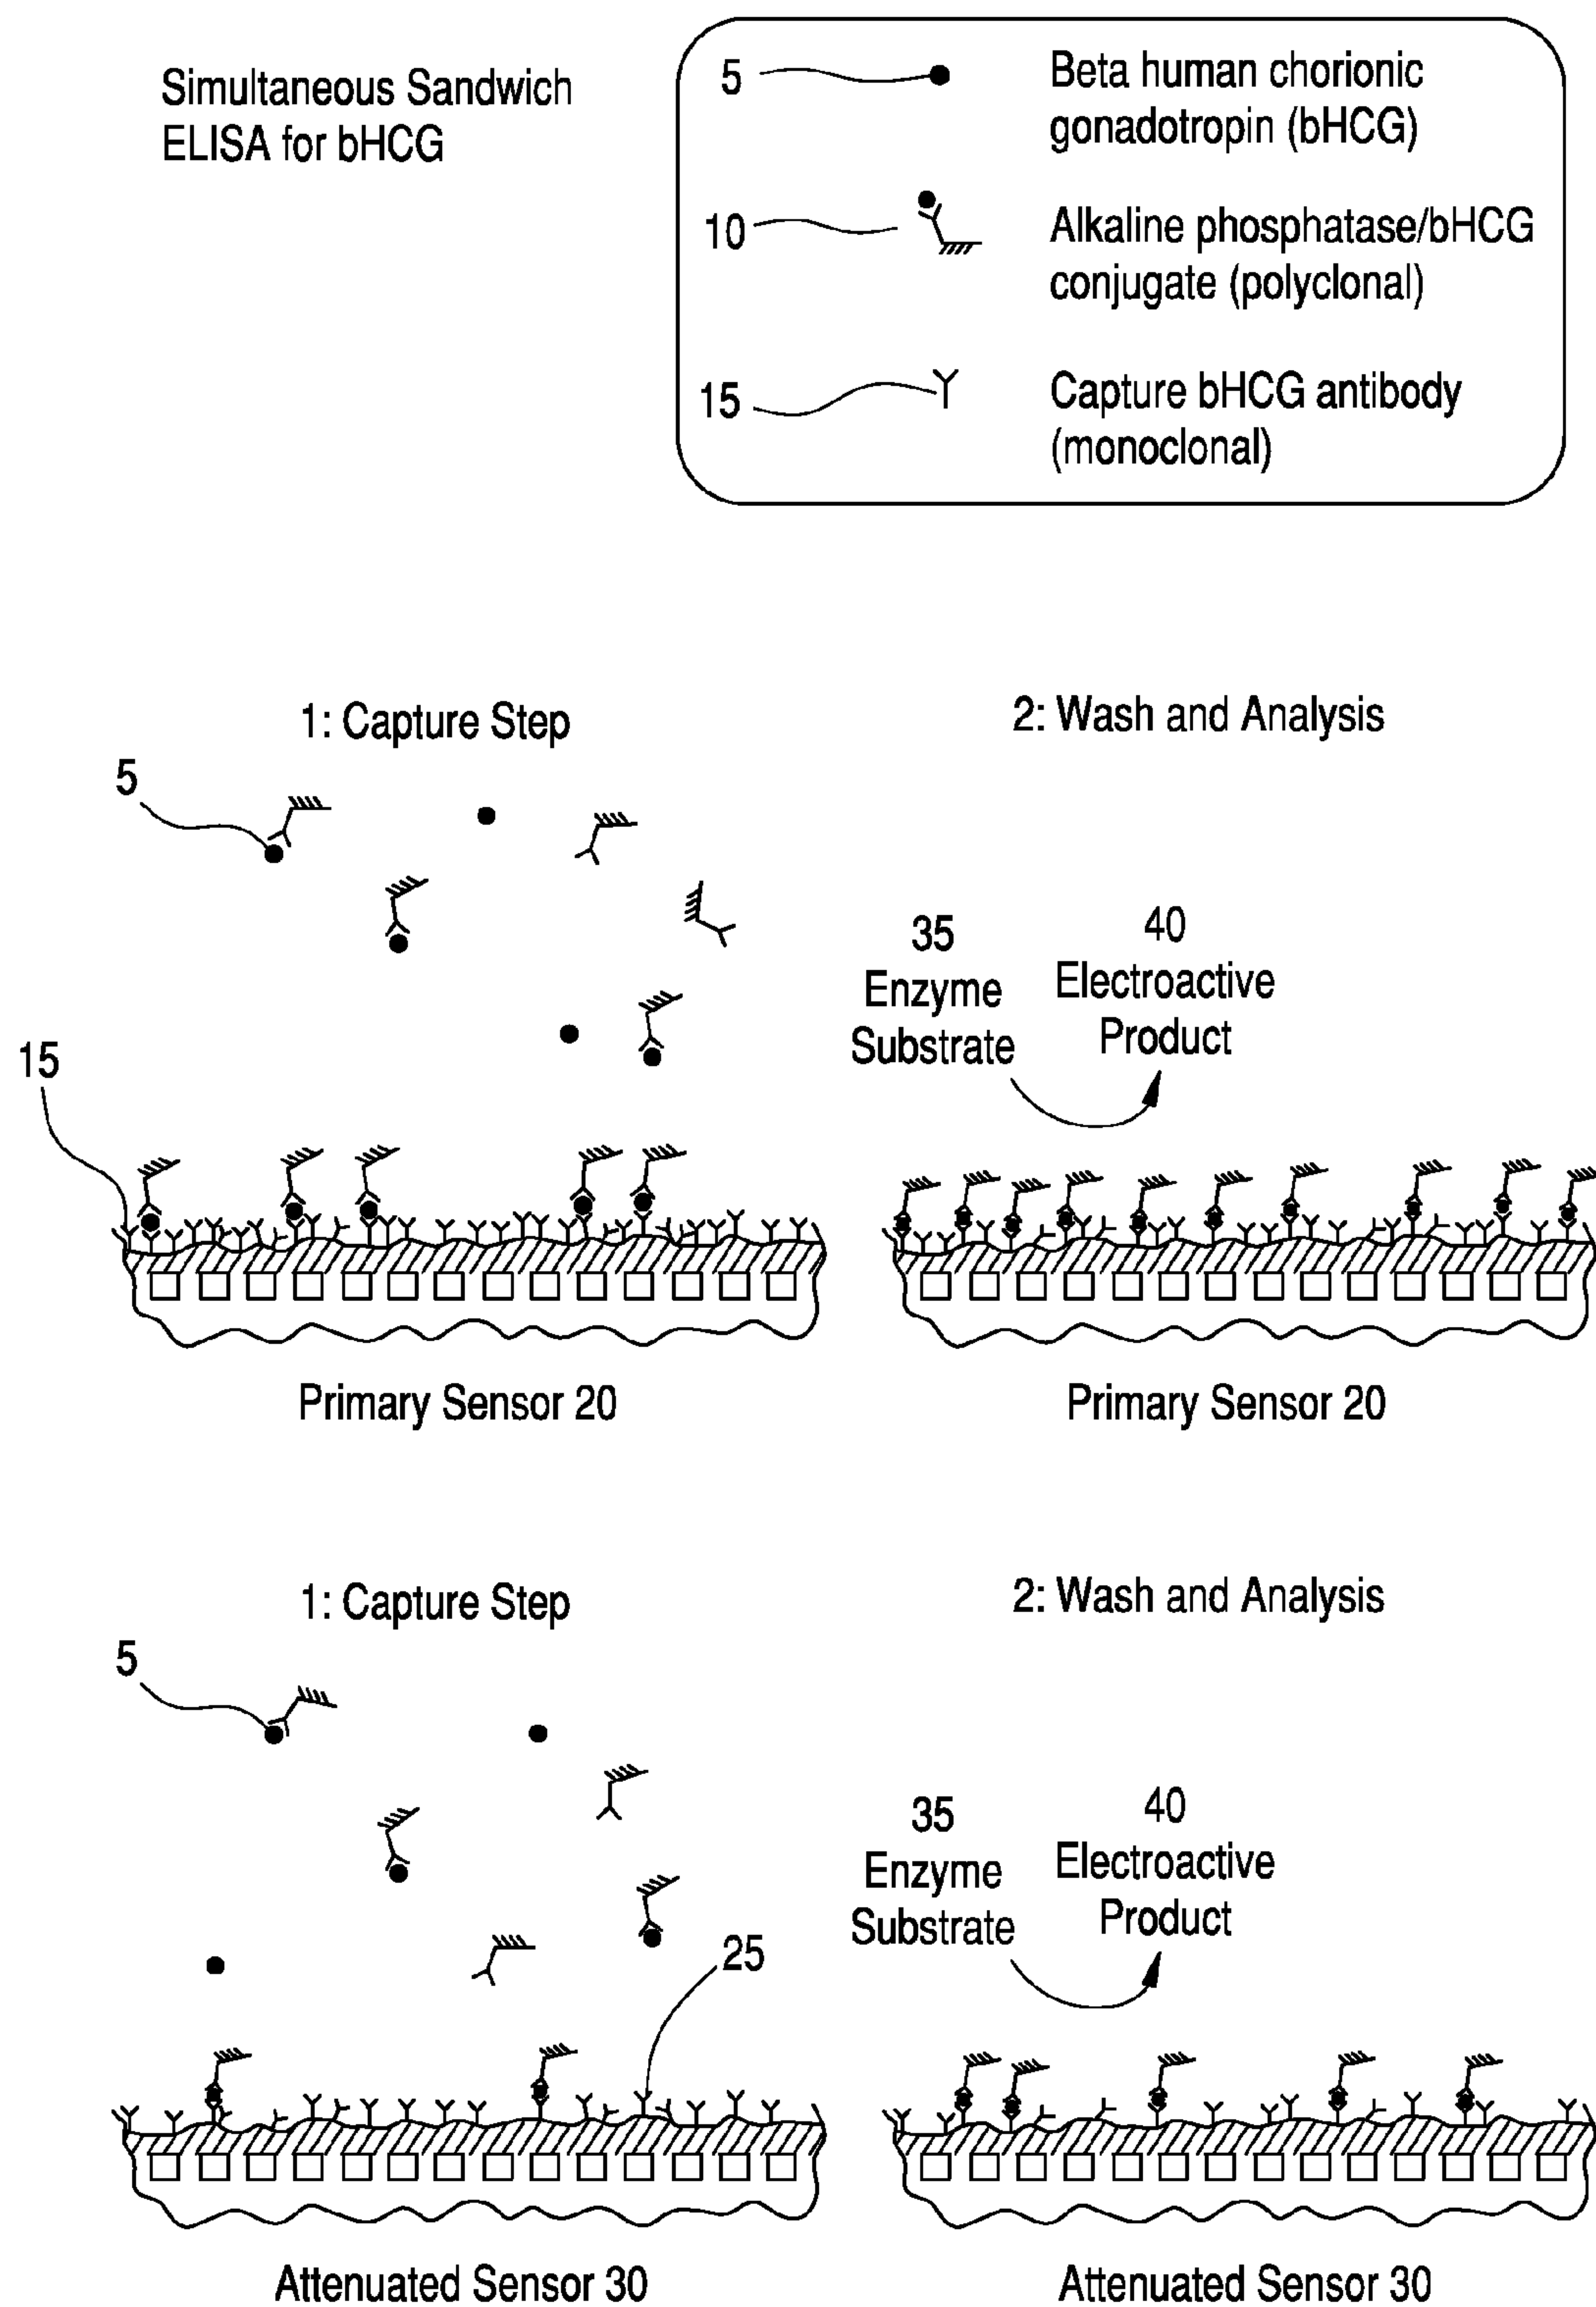 Simultaneous Sandwich
ELISA for bHCG
5
Beta human chorionic
gonadotropin (bHCG)
10
Alkaline phosphatase/bHCG
conjugate (polyclonal)
15
Capture bHCG antibody
(monoclonal)
1: Capture Step
2: Wash and Analysis
5
35
Enzyme
Substrate
40
Electroactive
Product
15
Primary Sensor 20
Primary Sensor 20
1: Capture Step
2: Wash and Analysis
5
35
Enzyme
Substrate
40
Electroactive
Product
25
Attenuated Sensor 30
Attenuated Sensor 30